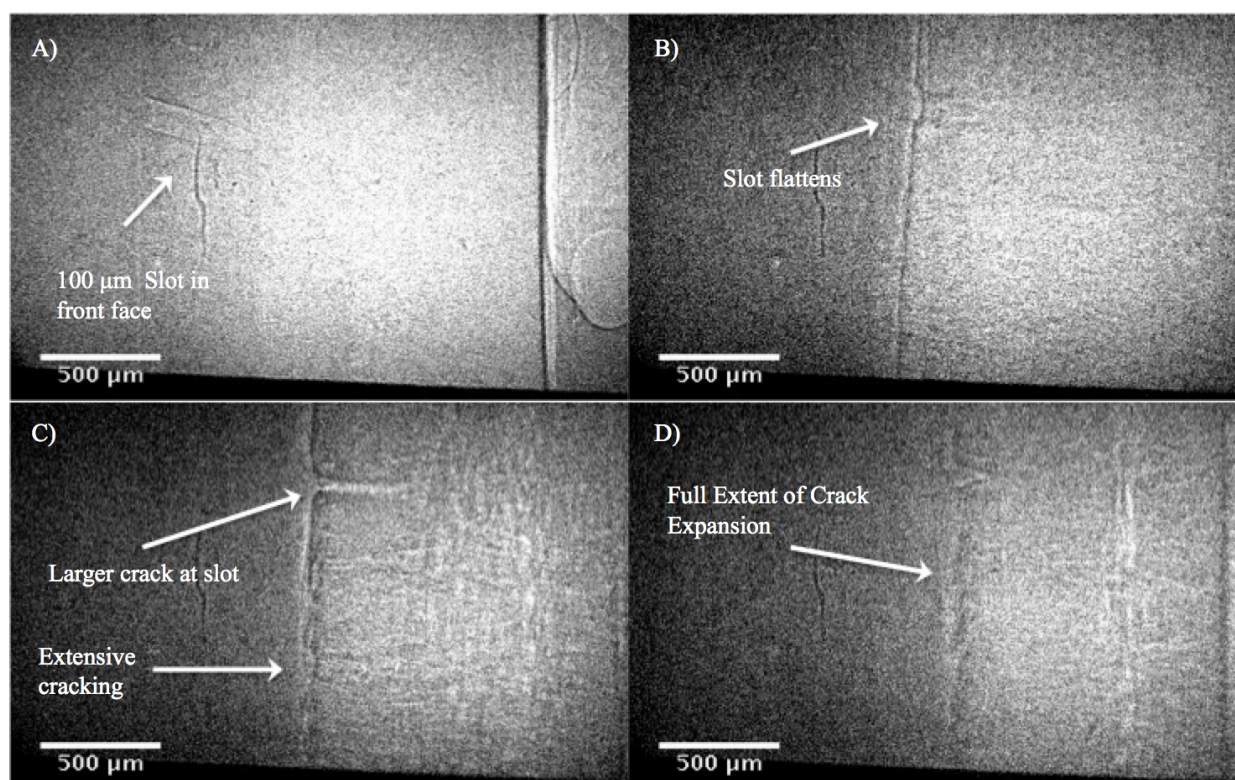 A)
100 μm  Slot in
front face
500 μm
B)
Slot flattens
500 μm
C)
Larger crack at slot
Extensive
cracking
500 μm
D)
Full Extent of Crack
Expansion
500 μm